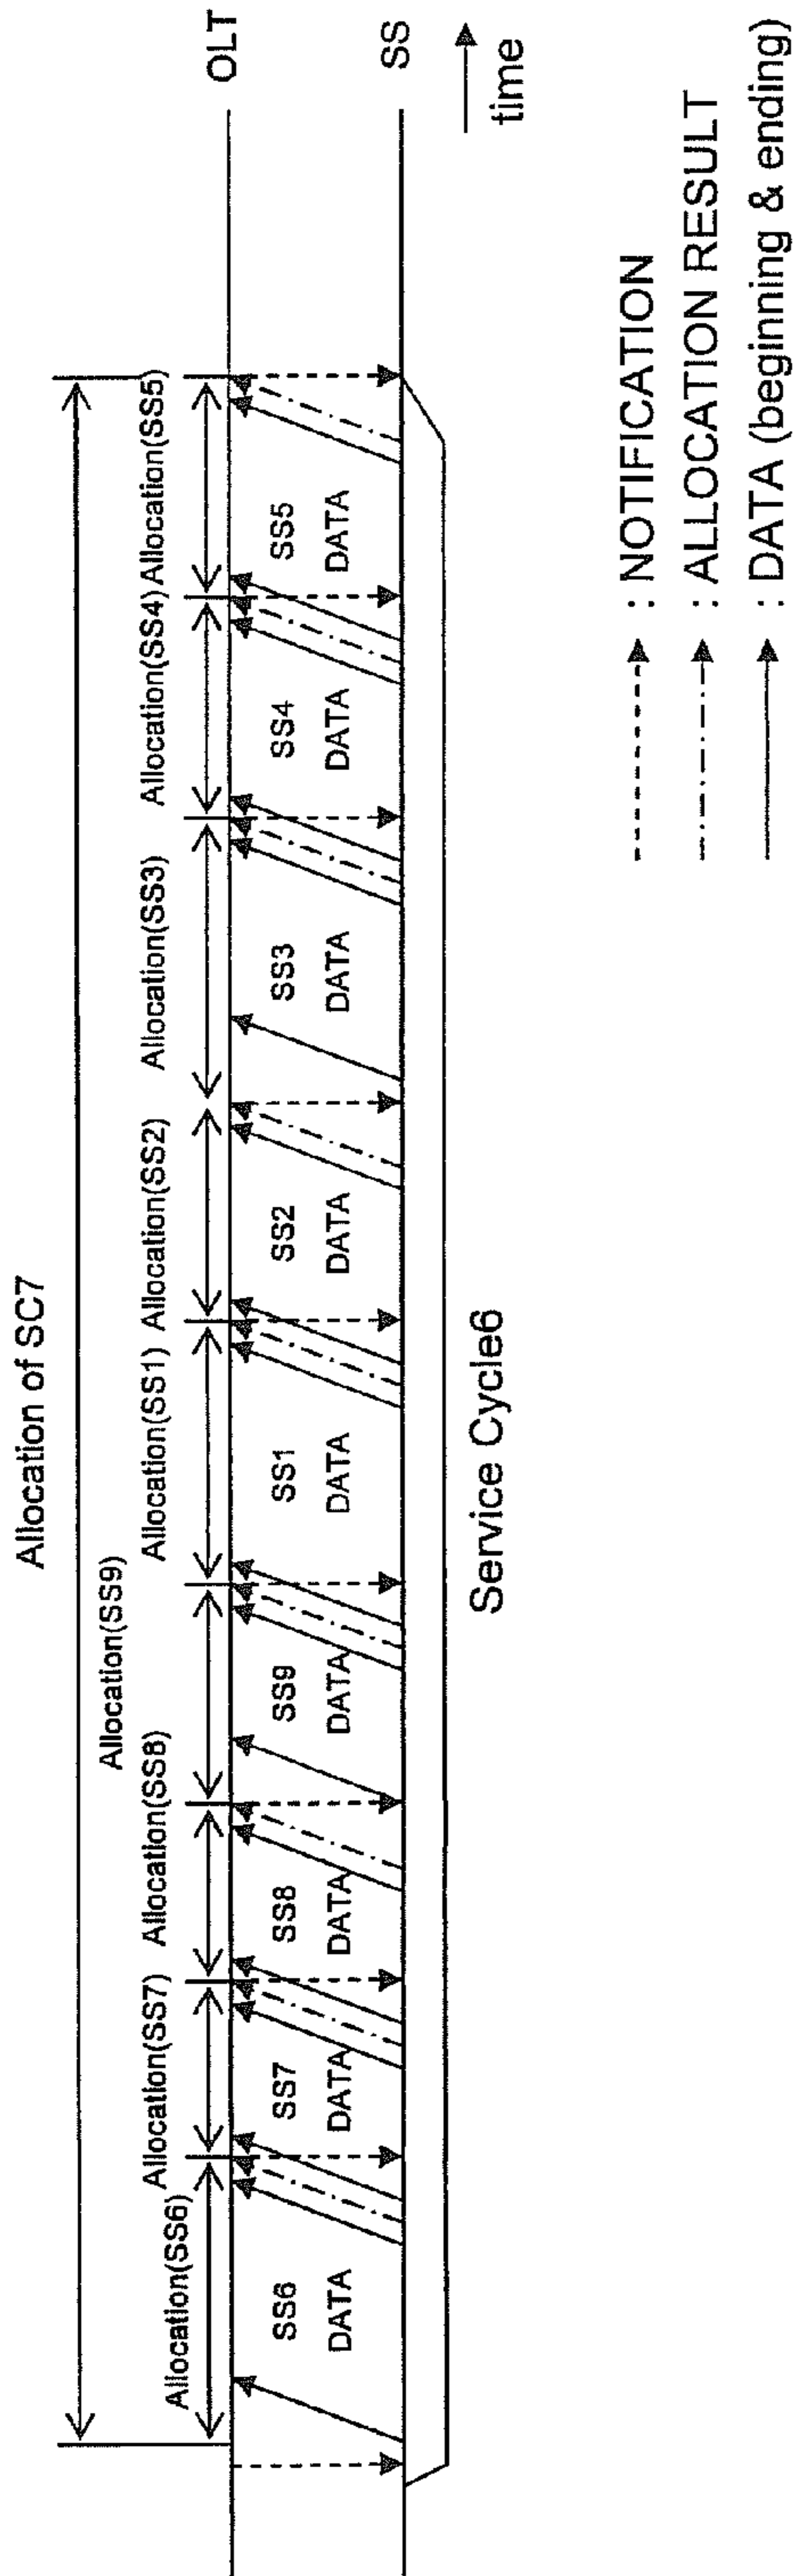 Allocation of SC7
Allocation(SS9)
Allocation(SS6)
Allocation(SS7)
Allocation(SS8)
Allocation(SS1)
Allocation(SS2)
Allocation(SS3)
Allocation(SS4)
Allocation(SS5)
OLT
SS6
DATA
SS7
DATA
SS8
DATA
SS9
DATA
SS1
DATA
SS2
DATA
SS3
DATA
SS4
DATA
SS5
DATA
SS
time
Service Cycle6
: NOTIFICATION
: ALLOCATION RESULT
: DATA (beginning & ending)